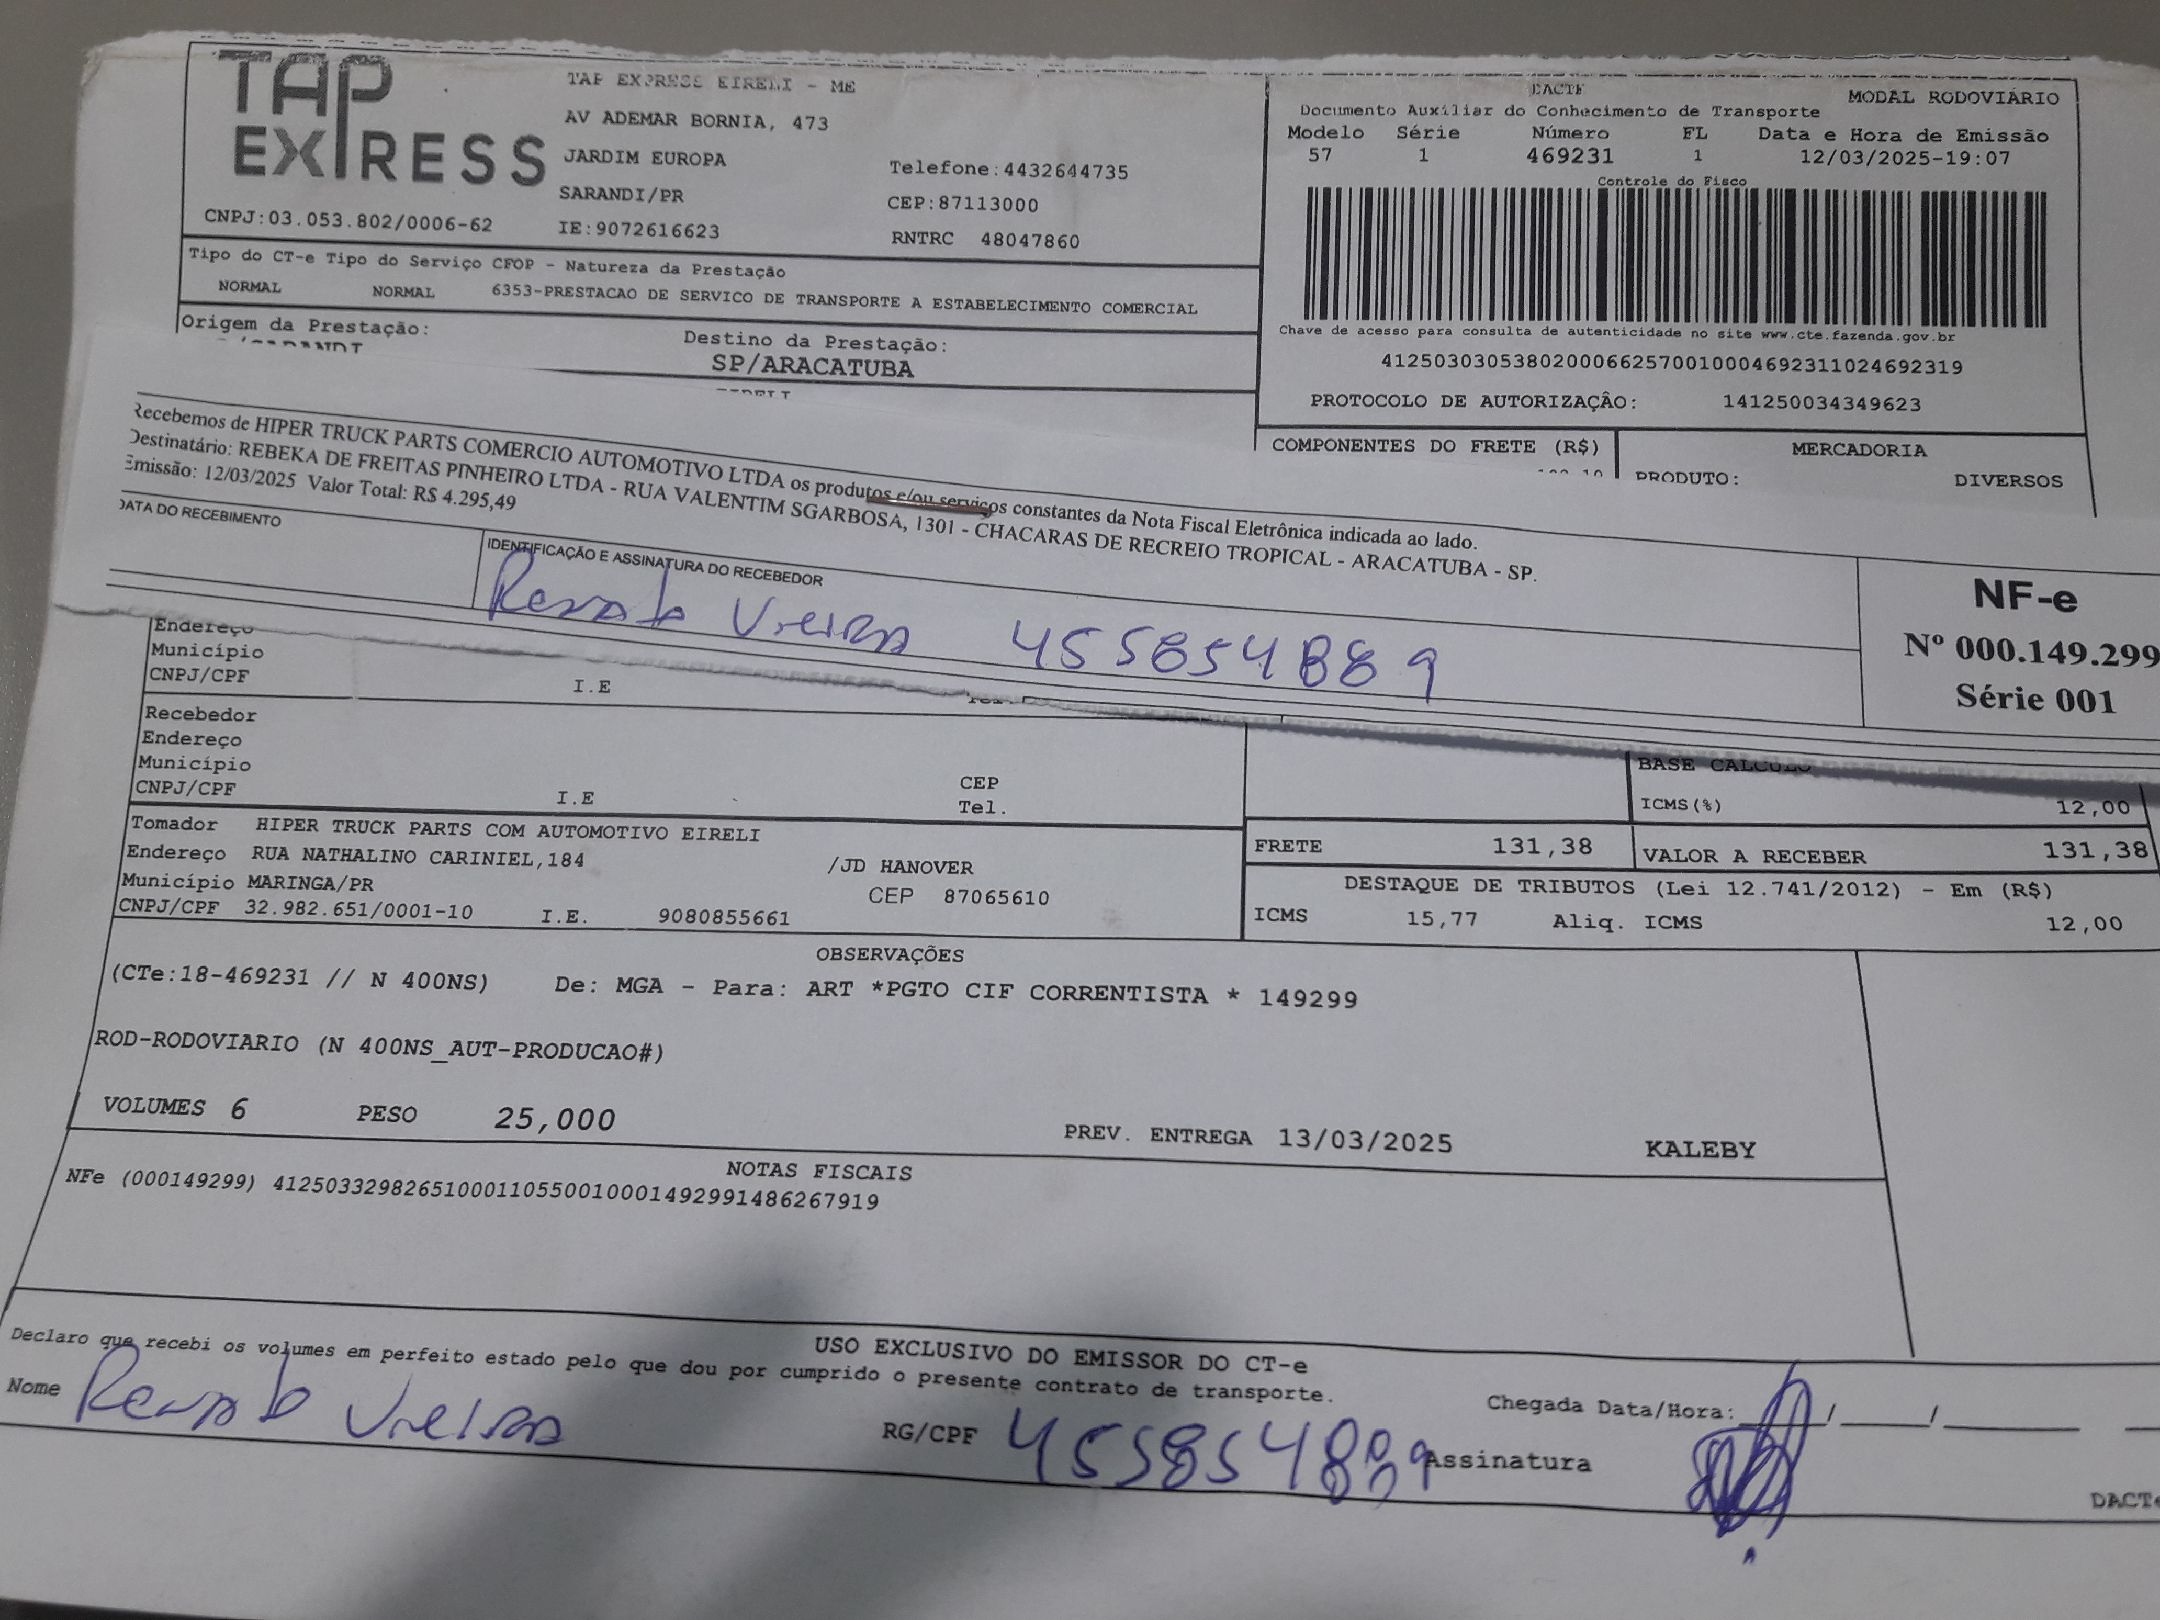 TAP EXPRESS
TAP EXPRESS EIRELI - ME
AV ADEMAR BORNIA, 473
JARDIM EUROPA
Telefone:4432644735
SARANDI/PR
CEP:87113000
CNPJ:03.053.802/0006-62
IE:9072616623
RNTRC 48047860
DACTE
MODAL RODOVIÁRIO
Documento Auxiliar do Conhecimento de Transporte
Modelo Série Número FL Data e Hora de Emissão
57 1 469231 1 12/03/2025-19:07
Controle do Fisco
Chave de acesso para consulta de autenticidade no site www.cte.fazenda.gov.br
41250303053802000662570010004692311024692319
PROTOCOLO DE AUTORIZAÇÃO: 141250034349623
Tipo do CT-e Tipo do Serviço CFOP - Natureza da Prestação
NORMAL NORMAL 6353-PRESTACAO DE SERVICO DE TRANSPORTE A ESTABELECIMENTO COMERCIAL
Origem da Prestação: Destino da Prestação:
SARANDI SP/ARACATUBA
COMPONENTES DO FRETE (R$) MERCADORIA
PRODUTO: DIVERSOS
Recebemos de HIPER TRUCK PARTS COMERCIO AUTOMOTIVO LTDA os produtos e/ou serviços constantes da Nota Fiscal Eletrônica indicada ao lado.
Destinatário: REBEKA DE FREITAS PINHEIRO LTDA - RUA VALENTIM SGARBOSA, 1301 - CHACARAS DE RECREIO TROPICAL - ARACATUBA - SP.
Emissão: 12/03/2025 Valor Total: R$ 4.295,49
DATA DO RECEBIMENTO
IDENTIFICAÇÃO E ASSINATURA DO RECEBEDOR
Renato Vieira 455854889
NF-e
Nº 000.149.299
Série 001
Endereço
Município
CNPJ/CPF I.E Tel.
Recebedor
Endereço
Município CEP
CNPJ/CPF I.E Tel.
BASE CALCULO
ICMS(%) 12,00
Tomador HIPER TRUCK PARTS COM AUTOMOTIVO EIRELI
Endereço RUA NATHALINO CARINIEL,184 /JD HANOVER
Município MARINGA/PR CEP 87065610
CNPJ/CPF 32.982.651/0001-10 I.E. 9080855661
FRETE 131,38 VALOR A RECEBER 131,38
DESTAQUE DE TRIBUTOS (Lei 12.741/2012) - Em (R$)
ICMS 15,77 Aliq. ICMS 12,00
OBSERVAÇÕES
(CTe:18-469231 // N 400NS) De: MGA - Para: ART *PGTO CIF CORRENTISTA * 149299
ROD-RODOVIARIO (N 400NS_AUT-PRODUCAO#)
VOLUMES 6 PESO 25,000 PREV. ENTREGA 13/03/2025 KALEBY
NOTAS FISCAIS
NFe (000149299) 41250332982651000110550010001492991486267919
USO EXCLUSIVO DO EMISSOR DO CT-e
Declaro que recebi os volumes em perfeito estado pelo que dou por cumprido o presente contrato de transporte.
Nome Renato Vieira RG/CPF 455854889 Assinatura
Chegada Data/Hora: / /